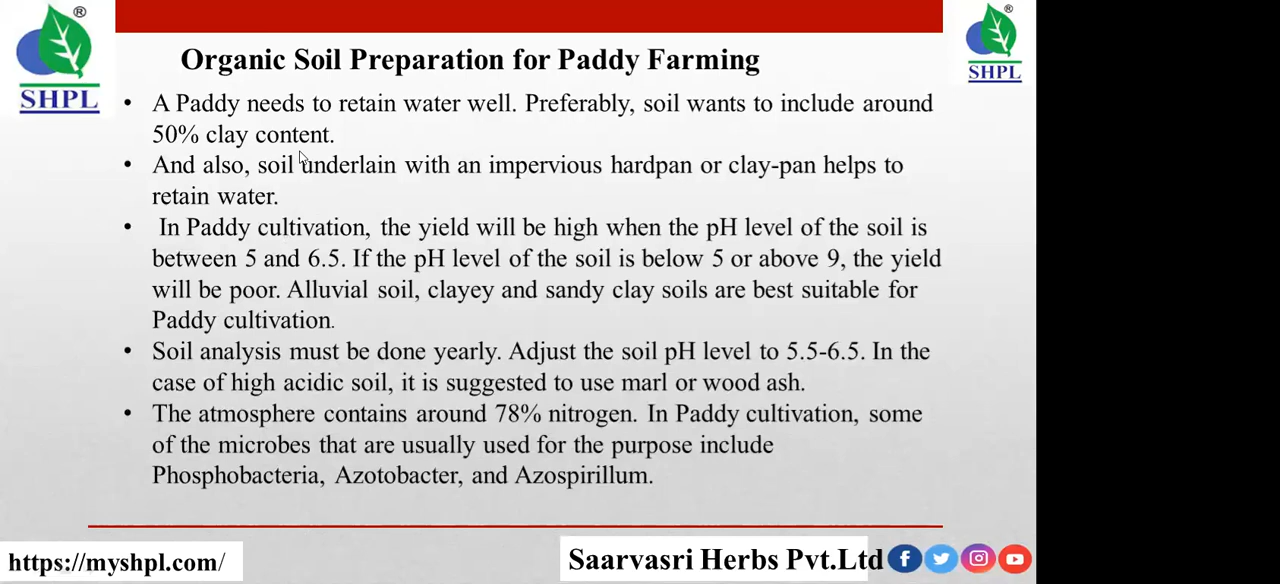 ®
SHPL
®
SHPL
Organic Soil Preparation for Paddy Farming
• A Paddy needs to retain water well. Preferably, soil wants to include around
50% clay content.
• And also, soil underlain with an impervious hardpan or clay-pan helps to
retain water.
• In Paddy cultivation, the yield will be high when the pH level of the soil is
between 5 and 6.5. If the pH level of the soil is below 5 or above 9, the yield
will be poor. Alluvial soil, clayey and sandy clay soils are best suitable for
Paddy cultivation.
• Soil analysis must be done yearly. Adjust the soil pH level to 5.5-6.5. In the
case of high acidic soil, it is suggested to use marl or wood ash.
• The atmosphere contains around 78% nitrogen. In Paddy cultivation, some
of the microbes that are usually used for the purpose include
Phosphobacteria, Azotobacter, and Azospirillum.
https://myshpl.com/
Saarvasri Herbs Pvt.Ltd